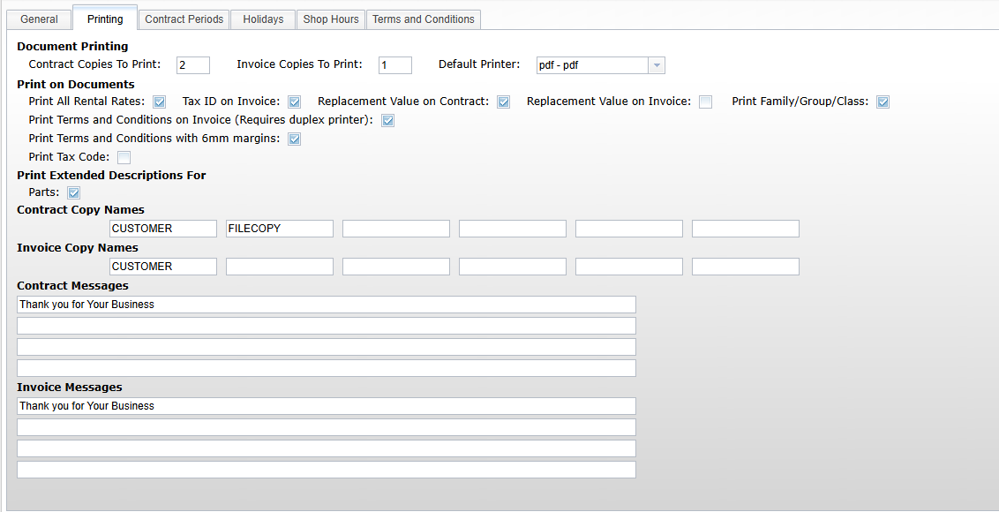 General Printing Contract Periods Holidays Shop Hours Terms and Conditions
Document Printing
Contract Copies To Print: 2 Invoice Copies To Print: 1 Default Printer: pdf - pdf
Print on Documents
Print All Rental Rates: Tax ID on Invoice: Replacement Value on Contract: Replacement Value on Invoice: Print Family/Group/Class:
Print Terms and Conditions on Invoice (Requires duplex printer):
Print Terms and Conditions with 6mm margins:
Print Tax Code:
Print Extended Descriptions For
Parts:
Contract Copy Names
CUSTOMER FILECOPY
Invoice Copy Names
CUSTOMER
Contract Messages
Thank you for Your Business
Invoice Messages
Thank you for Your Business